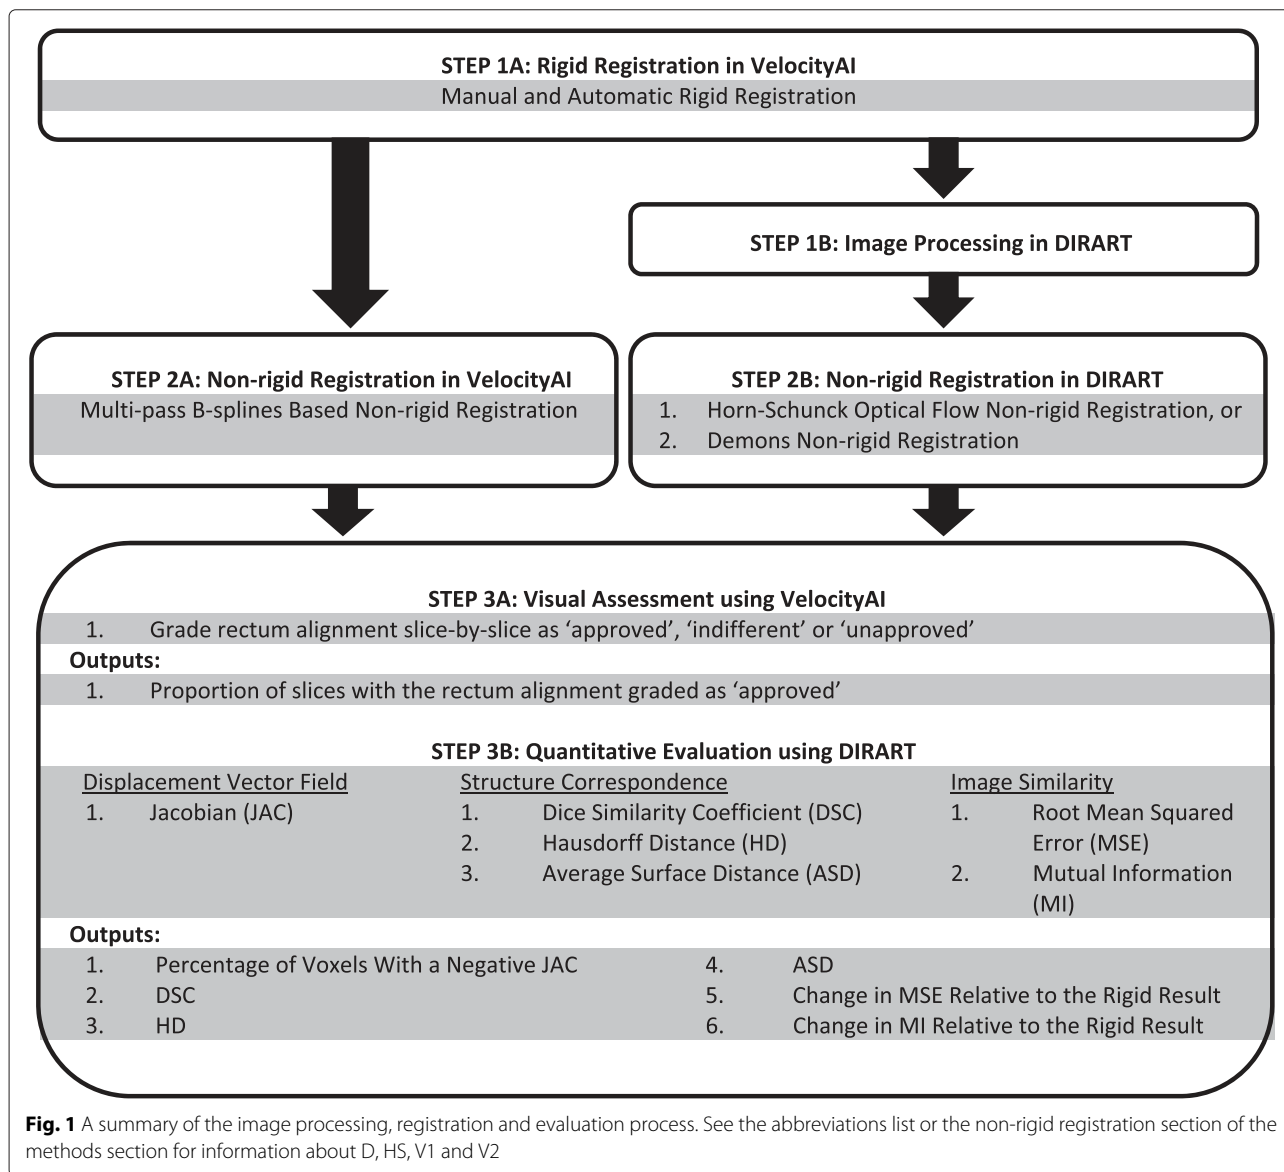 STEP 1A: Rigid Registration in VelocityAI
Manual and Automatic Rigid Registration
STEP 1B: Image Processing in DIRART
STEP 2A: Non-rigid Registration in VelocityAI
Multi-pass B-splines Based Non-rigid Registration
STEP 2B: Non-rigid Registration in DIRART
1. Horn-Schunck Optical Flow Non-rigid Registration, or
2. Demons Non-rigid Registration
STEP 3A: Visual Assessment using VelocityAI
1. Grade rectum alignment slice-by-slice as ‘approved’, ‘indifferent’ or ‘unapproved’
Outputs:
1. Proportion of slices with the rectum alignment graded as ‘approved’
STEP 3B: Quantitative Evaluation using DIRART
Displacement Vector Field
1. Jacobian (JAC)
Structure Correspondence
1. Dice Similarity Coefficient (DSC)
2. Hausdorff Distance (HD)
3. Average Surface Distance (ASD)
Image Similarity
1. Root Mean Squared
Error (MSE)
2. Mutual Information
(MI)
Outputs:
1. Percentage of Voxels With a Negative JAC
2. DSC
3. HD
4. ASD
5. Change in MSE Relative to the Rigid Result
6. Change in MI Relative to the Rigid Result
Fig. 1 A summary of the image processing, registration and evaluation process. See the abbreviations list or the non-rigid registration section of the
methods section for information about D, HS, V1 and V2